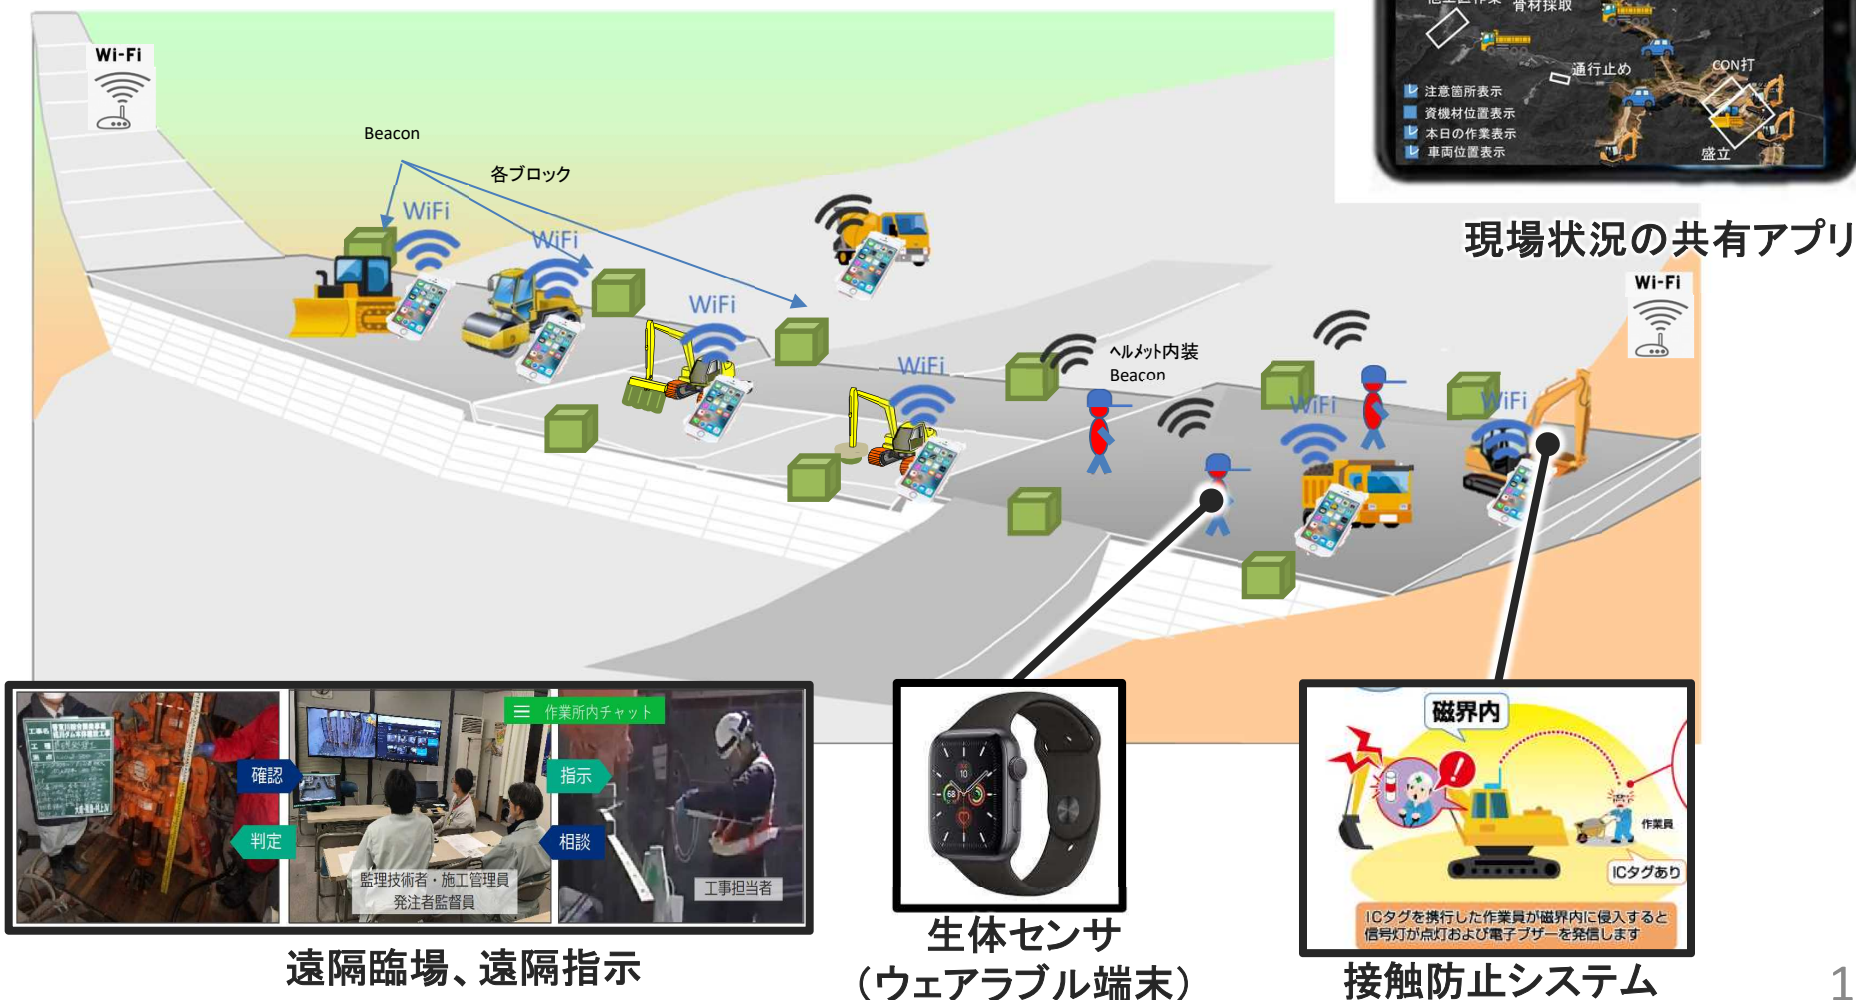 骨材採取
通行止め
CON打
注意箇所表示
資機材位置表示
本日の作業表示
車両位置表示
盛立
現場状況の共有アプリ
Wi-Fi
Beacon
各ブロック
WiFi
WiFi
WiFi
WiFi
ヘルメット内装
Beacon
WiFi
WiFi
Wi-Fi
作業所内チャット
工事名
工種
確認
判定
指示
相談
監理技術者・施工管理員
発注者監督員
工事担当者
遠隔臨場、遠隔指示
10
68
生体センサ
(ウェアラブル端末)
磁界内
作業員
ICタグあり
ICタグを携行した作業員が磁界内に侵入すると
信号灯が点灯および電子ブザーを発信します
接触防止システム
1